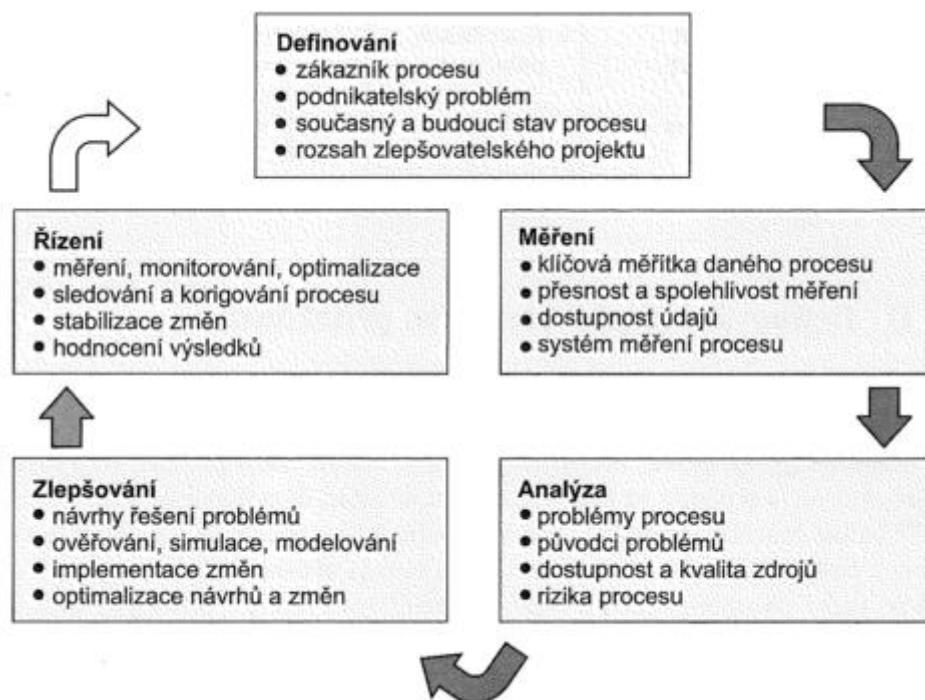 Definování
● zákazník procesu
● podnikatelský problém
● současný a budoucí stav procesu
● rozsah zlepšovatelského projektu
Řízení
● měření, monitorování, optimalizace
● sledování a korigování procesu
● stabilizace změn
● hodnocení výsledků
Měření
● klíčová měřítka daného procesu
● přesnost a spolehlivost měření
● dostupnost údajů
● systém měření procesu
Zlepšování
● návrhy řešení problémů
● ověřování, simulace, modelování
● implementace změn
● optimalizace návrhů a změn
Analýza
● problémy procesu
● původci problémů
● dostupnost a kvalita zdrojů
● rizika procesu